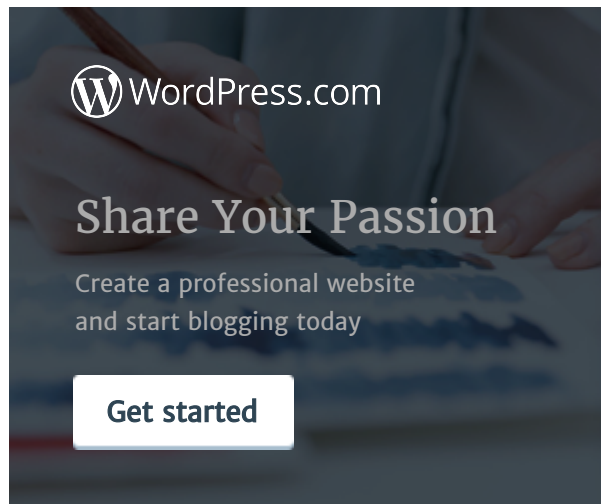 WordPress.com
Share Your Passion
Create a professional website
and start blogging today
Get started